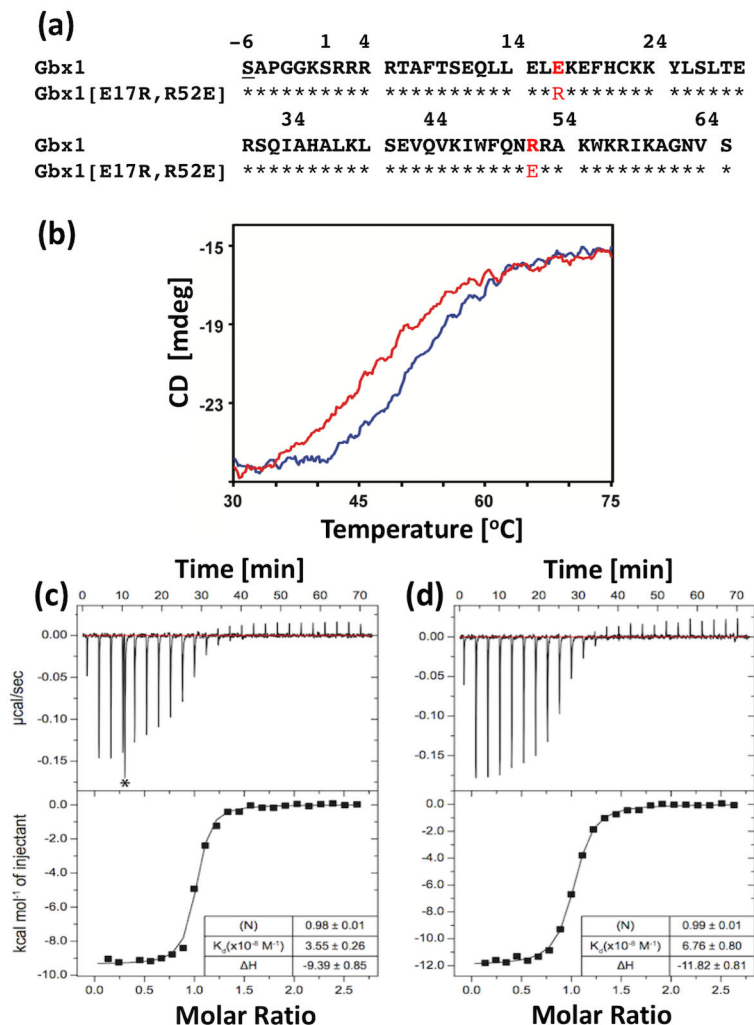 (a)
-6 1 4 14 24
Gbx1 SAPGGKSRRR RTAFTSEQLL ELEKEFHCKK YLSLTE
Gbx1[E17R,R52E] ********** ********** **R******* ******
34 44 54 64
Gbx1 RSQIAHALKL SEVQVKIWFQNRRA KWKRIKAGNV S
Gbx1[E17R,R52E] ********** ***********E** ********** *
(b)
-15
-19
-23
CD [mdeg]
30 45 60 75
Temperature [°C]
(c) Time [min]
0 10 20 30 40 50 60 70
0.00
-0.05
-0.10
-0.15
µcal/sec
*
0.0
-2.0
-4.0
-6.0
-8.0
-10.0
kcal mol⁻¹ of injectant
(N) 0.98 ± 0.01
Kd(x10⁻⁸ M⁻¹) 3.55 ± 0.26
ΔH -9.39 ± 0.85
0.0 0.5 1.0 1.5 2.0 2.5
Molar Ratio
(d) Time [min]
0 10 20 30 40 50 60 70
0.00
-0.05
-0.10
-0.15
0.0
-2.0
-4.0
-6.0
-8.0
-10.0
-12.0
(N) 0.99 ± 0.01
Kd(x10⁻⁸ M⁻¹) 6.76 ± 0.80
ΔH -11.82 ± 0.81
0.0 0.5 1.0 1.5 2.0 2.5
Molar Ratio